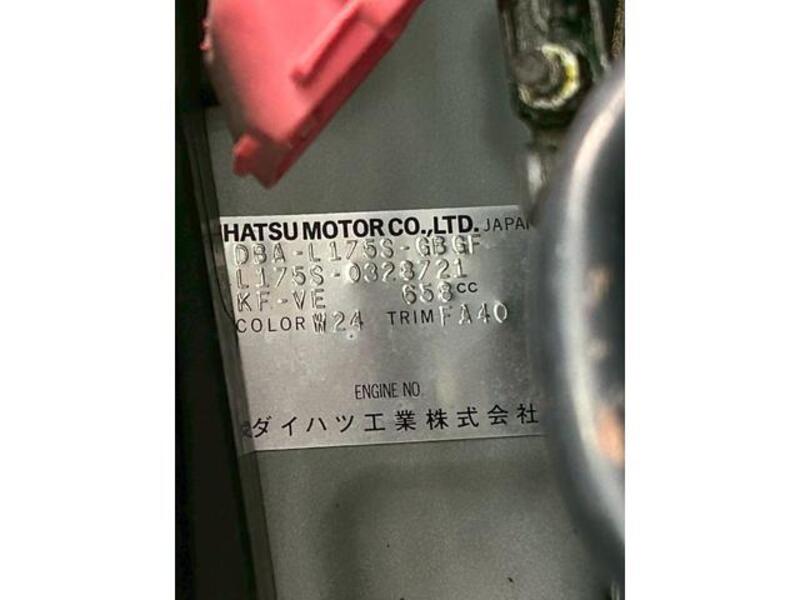 HATSU MOTOR CO.,LTD. JAPAN
DBA-L175S-GBGF
L175S-0328721
KF-VE 658CC
COLOR W24 TRIM FA40
ENGINE NO.
ダイハツ工業株式会社